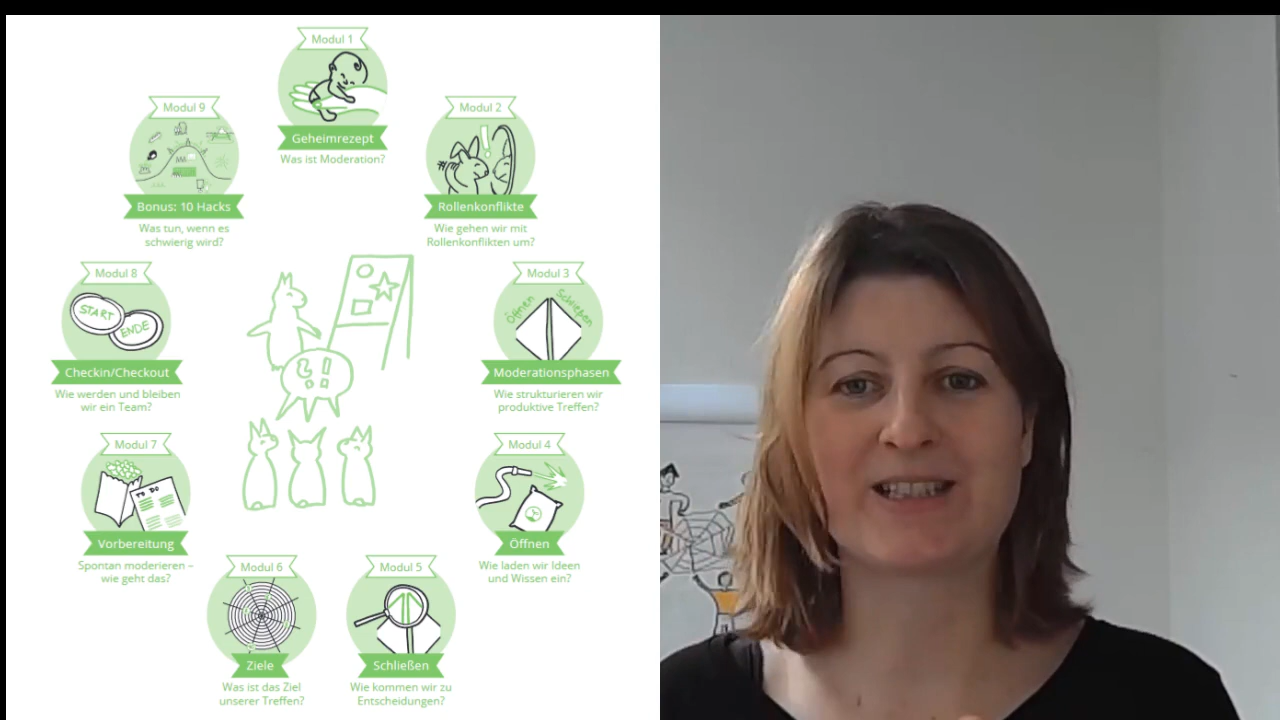 Modul 1
Geheimrezept
Was ist Moderation?
Modul 2
Rollenkonflikte
Wie gehen wir mit
Rollenkonflikten um?
Modul 3
Öffnen
Schließen
Moderationsphasen
Wie strukturieren wir
produktive Treffen?
Modul 4
Öffnen
Wie laden wir Ideen
und Wissen ein?
Modul 5
Schließen
Wie kommen wir zu
Entscheidungen?
Modul 6
Ziele
Was ist das Ziel
unserer Treffen?
Modul 7
TO DO
Vorbereitung
Spontan moderieren –
wie geht das?
Modul 8
START
ENDE
Checkin/Checkout
Wie werden und bleiben
wir ein Team?
Modul 9
Bonus: 10 Hacks
Was tun, wenn es
schwierig wird?
?!